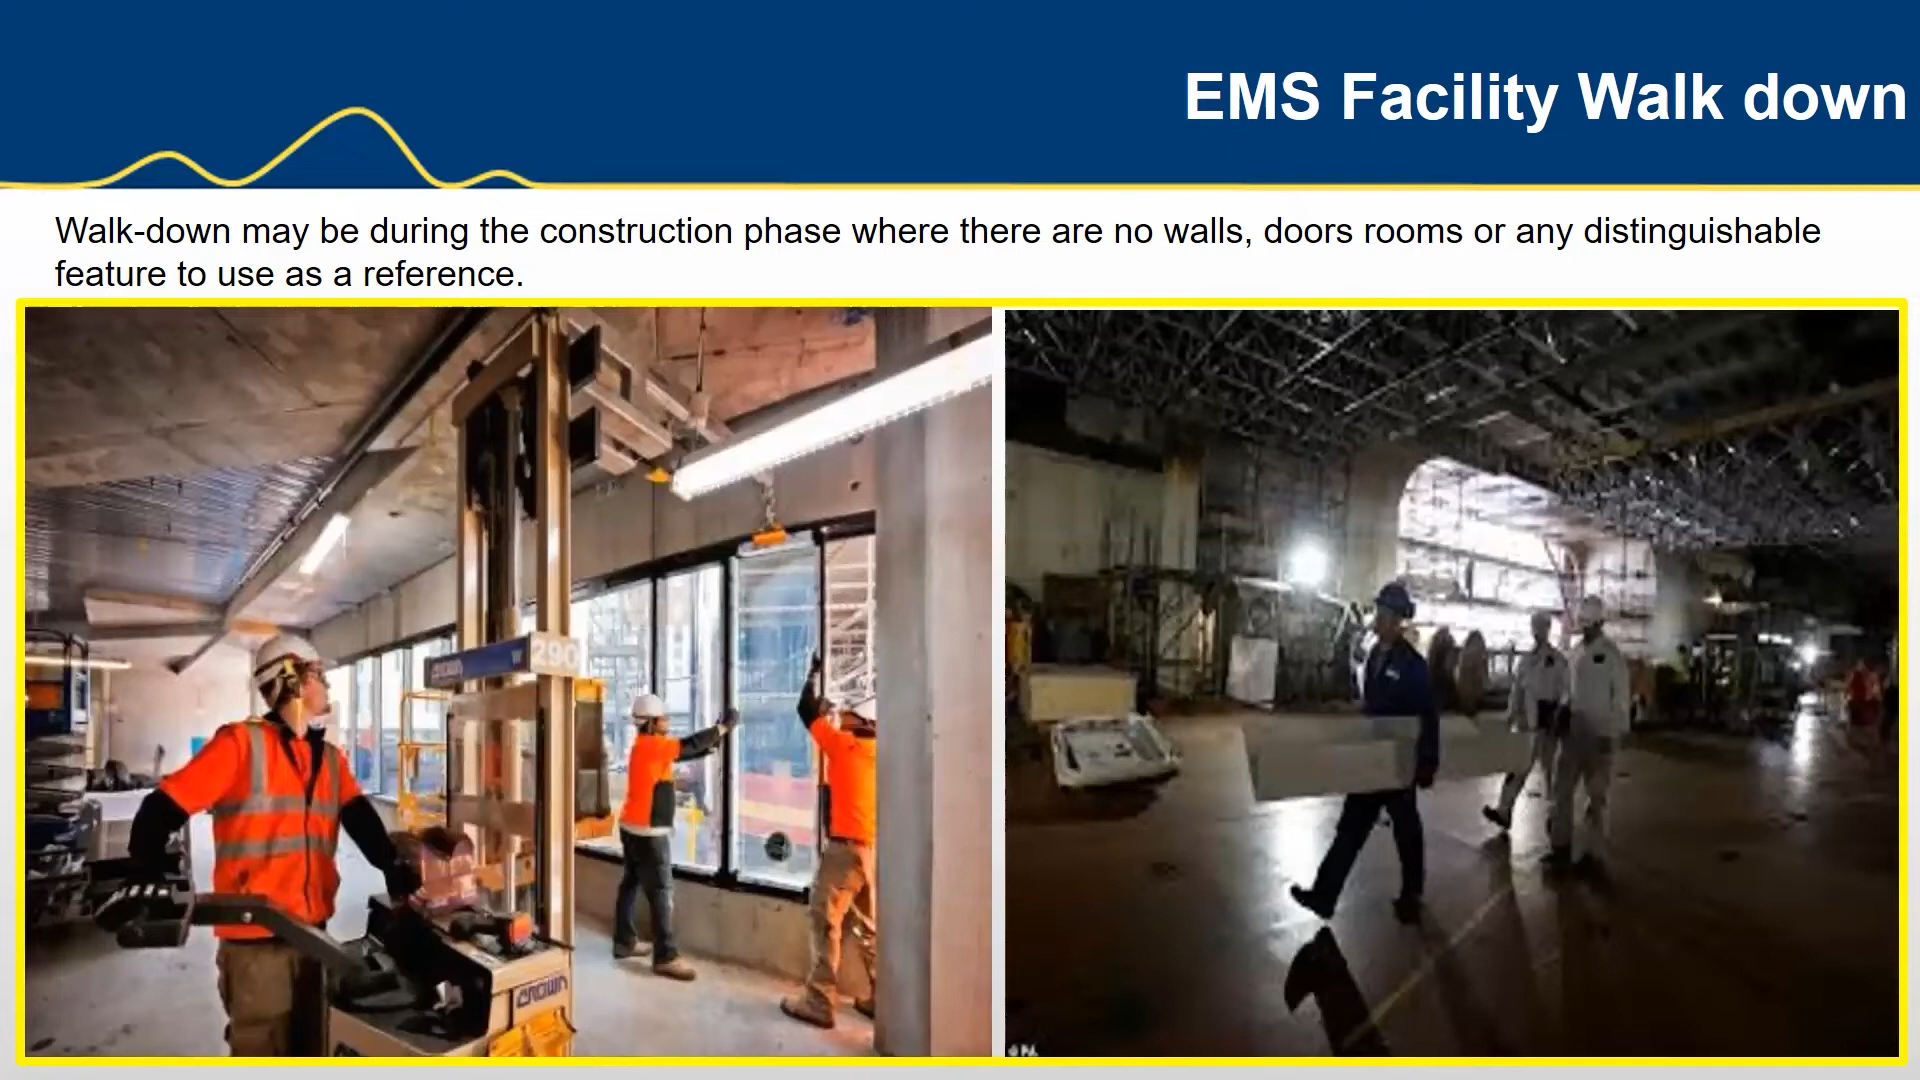 EMS Facility Walk down
Walk-down may be during the construction phase where there are no walls, doors rooms or any distinguishable
feature to use as a reference.
CROWN
290
CROWN